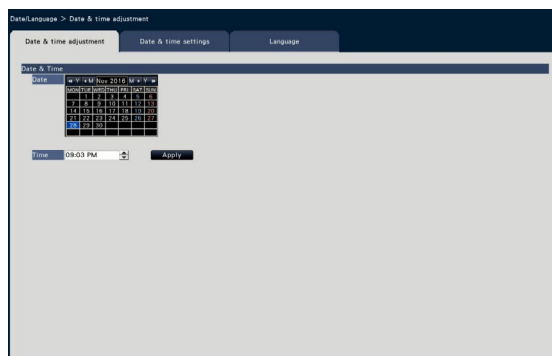 Date/Language > Date & time adjustment
Date & time adjustment Date & time settings Language
Date & Time
Date
« Y ◂ M Nov 2016 M ▸ Y »
MON TUE WED THU FRI SAT SUN
1 2 3 4 5 6
7 8 9 10 11 12 13
14 15 16 17 18 19 20
21 22 23 24 25 26 27
28 29 30
Time 09:03 PM Apply